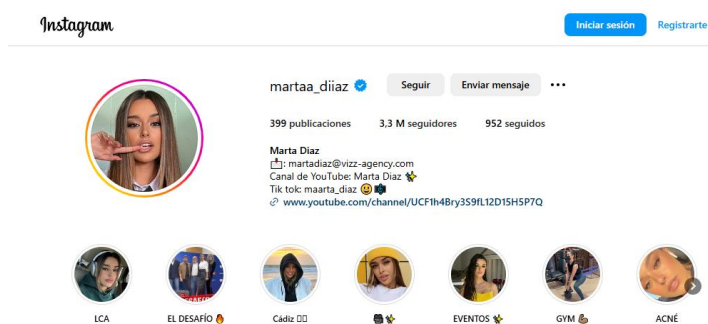 Instagram
Iniciar sesión
Registrarte
martaa_diiaz
Seguir
Enviar mensaje
399 publicaciones
3,3 M seguidores
952 seguidos
Marta Diaz
📩: martadiaz@vizz-agency.com
Canal de YouTube: Marta Diaz ✨
Tik tok: maarta_diaz
www.youtube.com/channel/UCF1h4Bry3S9fL12D15H5P7Q
LCA
EL DESAFÍO 🔥
Cádiz
EVENTOS ✨
GYM 💪
ACNÉ